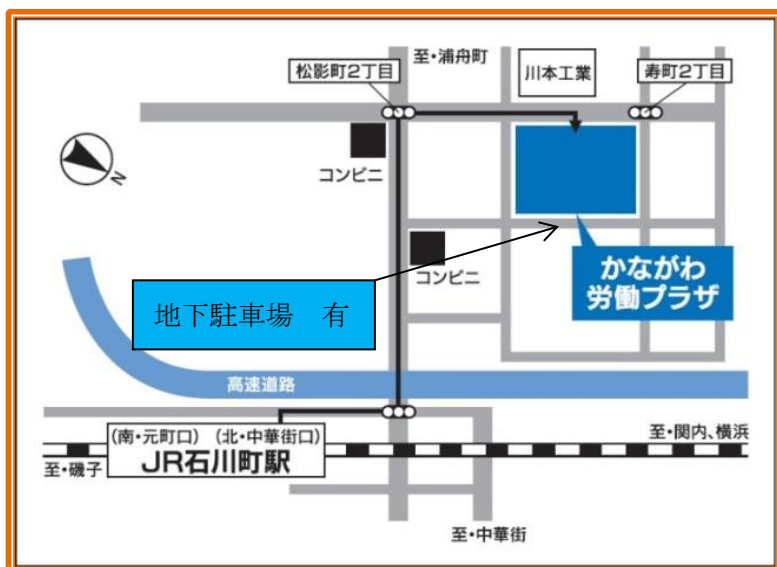 至・浦舟町
松影町2丁目
川本工業
寿町2丁目
コンビニ
N
コンビニ
かながわ
労働プラザ
地下駐車場　有
高速道路
(南・元町口) (北・中華街口)
JR石川町駅
至・関内、横浜
至・磯子
至・中華街